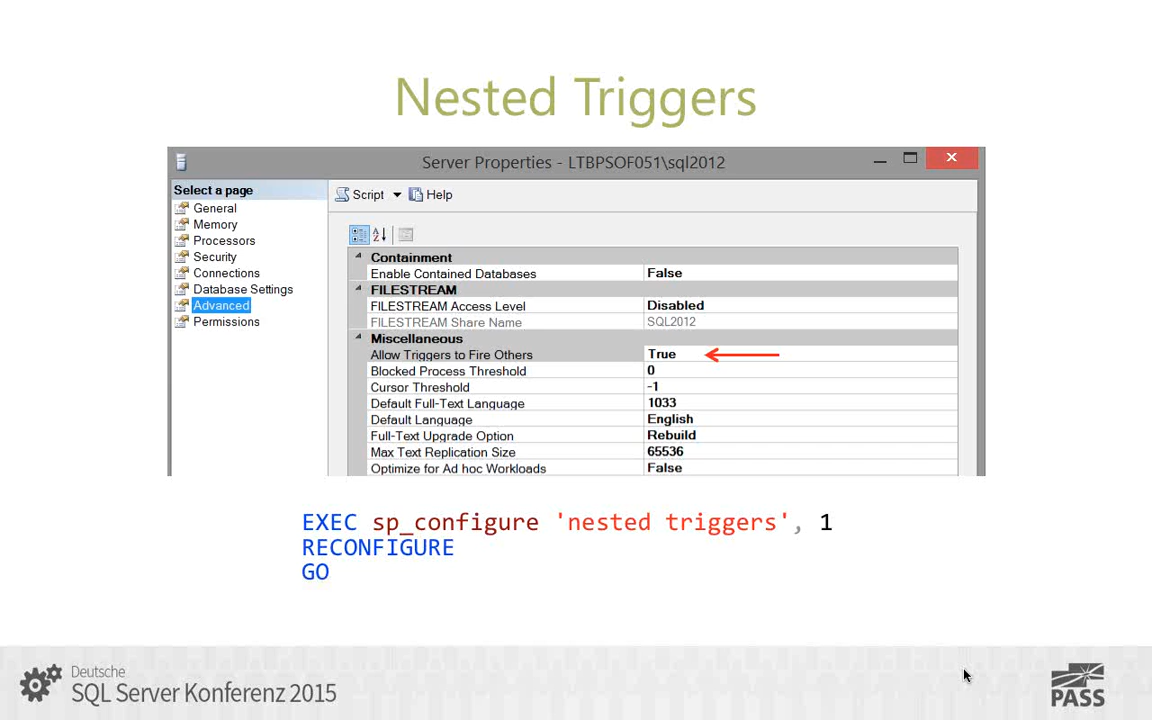 Nested Triggers
Server Properties - LTBPSOF051\sql2012
Select a page
General
Memory
Processors
Security
Connections
Database Settings
Advanced
Permissions
Script Help
Containment
Enable Contained Databases False
FILESTREAM
FILESTREAM Access Level Disabled
FILESTREAM Share Name SQL2012
Miscellaneous
Allow Triggers to Fire Others True
Blocked Process Threshold 0
Cursor Threshold -1
Default Full-Text Language 1033
Default Language English
Full-Text Upgrade Option Rebuild
Max Text Replication Size 65536
Optimize for Ad hoc Workloads False
EXEC sp_configure 'nested triggers', 1
RECONFIGURE
GO
Deutsche
SQL Server Konferenz 2015
PASS